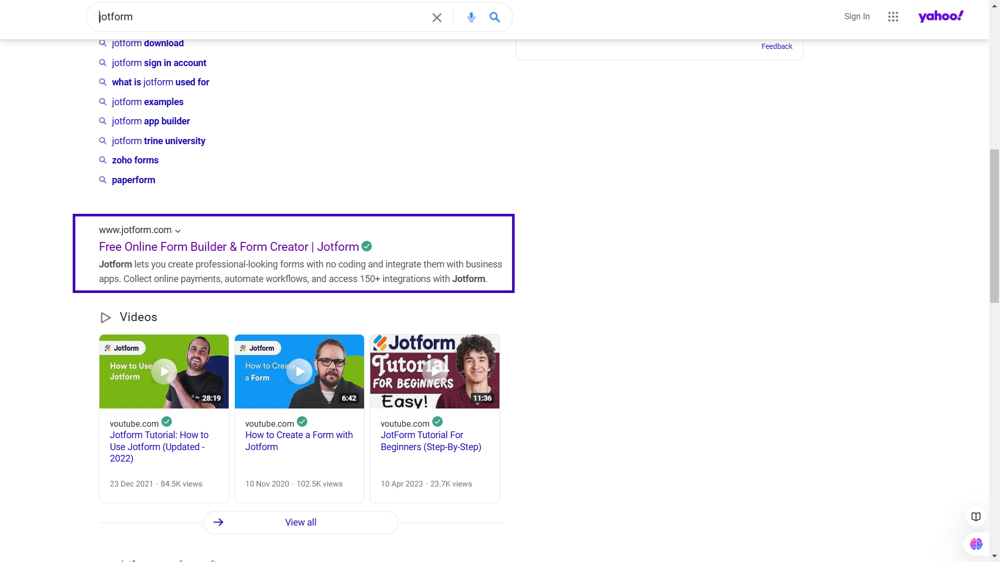 jotform
Sign In
yahoo!
jotform download
Feedback
jotform sign in account
what is jotform used for
jotform examples
jotform app builder
jotform trine university
zoho forms
paperform
www.jotform.com
Free Online Form Builder & Form Creator | Jotform
Jotform lets you create professional-looking forms with no coding and integrate them with business
apps. Collect online payments, automate workflows, and access 150+ integrations with Jotform.
Videos
Jotform
How to Use
Jotform
28:19
Jotform
How to Create
a Form
6:42
Jotform
Tutorial
FOR BEGINNERS
Easy!
11:36
youtube.com
Jotform Tutorial: How to
Use Jotform (Updated -
2022)
23 Dec 2021 · 84.5K views
youtube.com
How to Create a Form with
Jotform
10 Nov 2020 · 102.5K views
youtube.com
JotForm Tutorial For
Beginners (Step-By-Step)
10 Apr 2023 · 23.7K views
View all